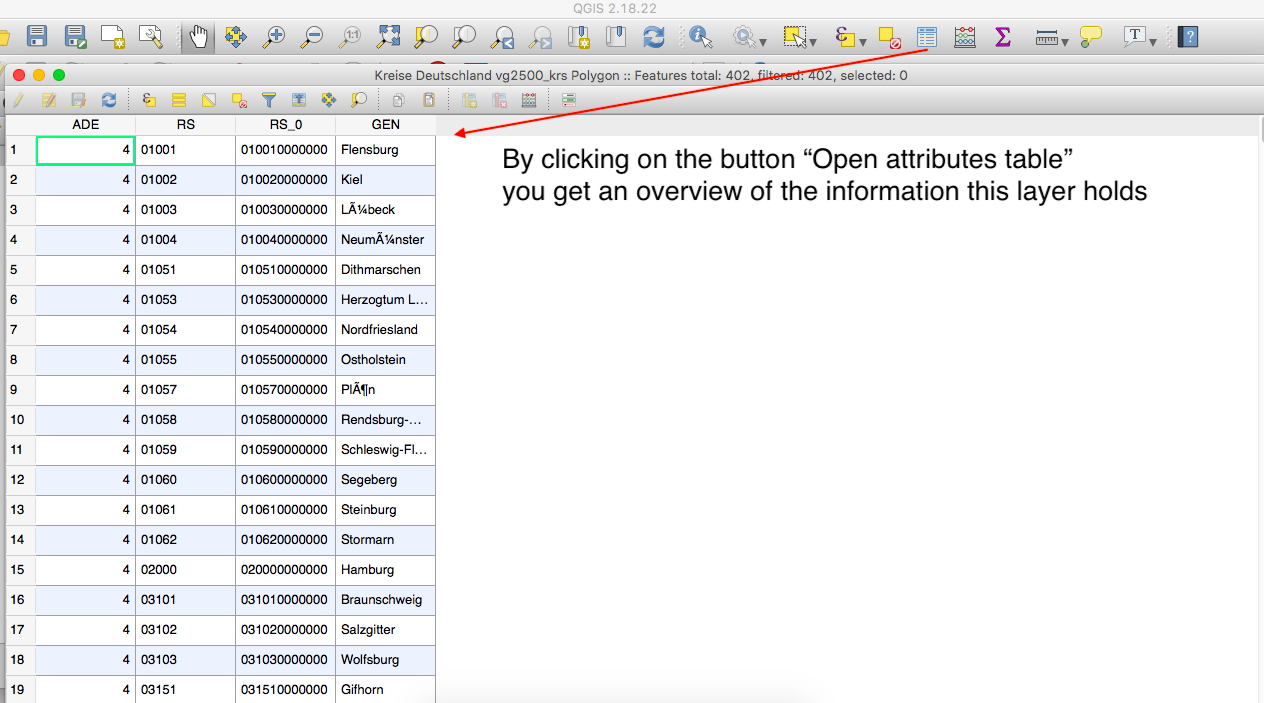 QGIS 2.18.22
1:1
T
?
Kreise Deutschland vg2500_krs Polygon :: Features total: 402, filtered: 402, selected: 0
ADE RS RS_0 GEN
1 4 01001 010010000000 Flensburg
2 4 01002 010020000000 Kiel
3 4 01003 010030000000 LÃ¼beck
4 4 01004 010040000000 NeumÃ¼nster
5 4 01051 010510000000 Dithmarschen
6 4 01053 010530000000 Herzogtum L...
7 4 01054 010540000000 Nordfriesland
8 4 01055 010550000000 Ostholstein
9 4 01057 010570000000 PlÃ¶n
10 4 01058 010580000000 Rendsburg-...
11 4 01059 010590000000 Schleswig-Fl...
12 4 01060 010600000000 Segeberg
13 4 01061 010610000000 Steinburg
14 4 01062 010620000000 Stormarn
15 4 02000 020000000000 Hamburg
16 4 03101 031010000000 Braunschweig
17 4 03102 031020000000 Salzgitter
18 4 03103 031030000000 Wolfsburg
19 4 03151 031510000000 Gifhorn
By clicking on the button “Open attributes table”
you get an overview of the information this layer holds